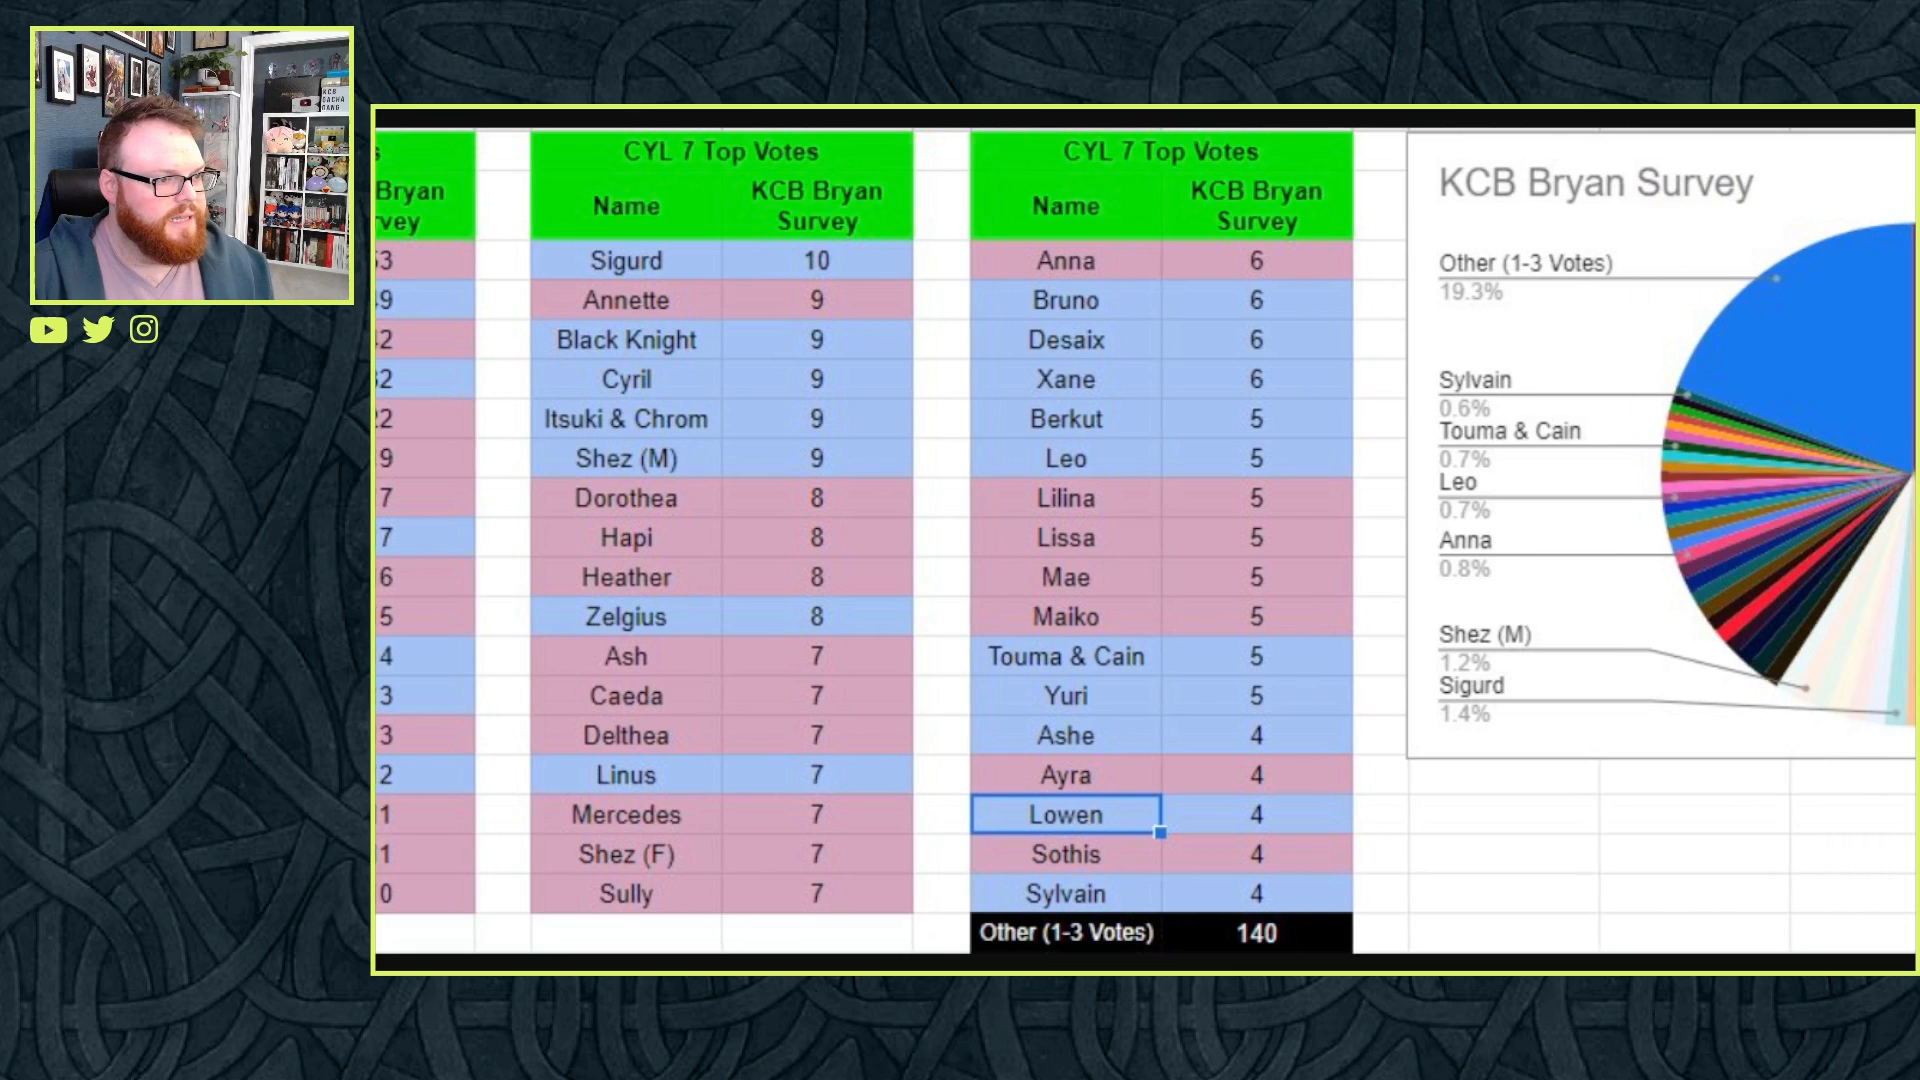 KCB
GACHA
GANG
Bryan
vey
CYL 7 Top Votes
Name KCB Bryan Survey
Sigurd 10
Annette 9
Black Knight 9
Cyril 9
Itsuki & Chrom 9
Shez (M) 9
Dorothea 8
Hapi 8
Heather 8
Zelgius 8
Ash 7
Caeda 7
Delthea 7
Linus 7
Mercedes 7
Shez (F) 7
Sully 7
CYL 7 Top Votes
Name KCB Bryan Survey
Anna 6
Bruno 6
Desaix 6
Xane 6
Berkut 5
Leo 5
Lilina 5
Lissa 5
Mae 5
Maiko 5
Touma & Cain 5
Yuri 5
Ashe 4
Ayra 4
Lowen 4
Sothis 4
Sylvain 4
Other (1-3 Votes) 140
KCB Bryan Survey
Other (1-3 Votes)
19.3%
Sylvain
0.6%
Touma & Cain
0.7%
Leo
0.7%
Anna
0.8%
Shez (M)
1.2%
Sigurd
1.4%